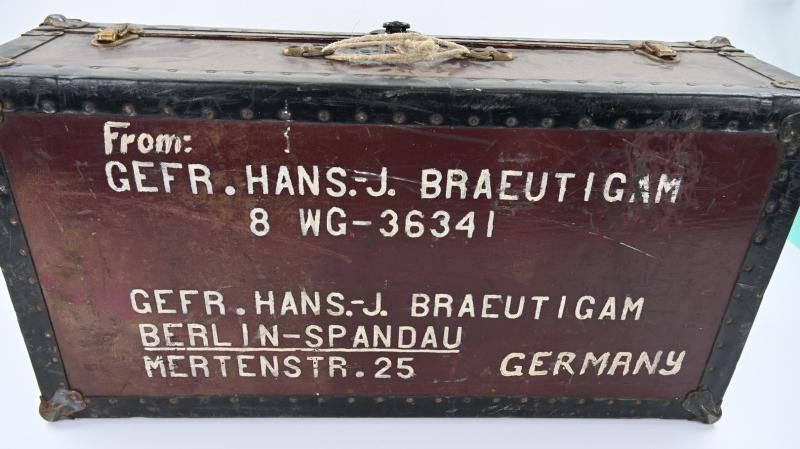 From:
GEFR. HANS.-J. BRAEUTIGAM
8 WG-36341
GEFR. HANS.-J. BRAEUTIGAM
BERLIN-SPANDAU
MERTENSTR. 25 GERMANY